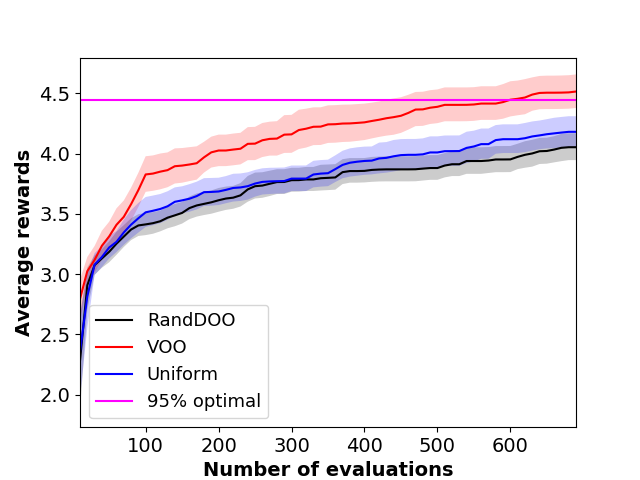 4.5
4.0
3.5
3.0
2.5
2.0
Average rewards
RandDOO
VOO
Uniform
95% optimal
100 200 300 400 500 600
Number of evaluations